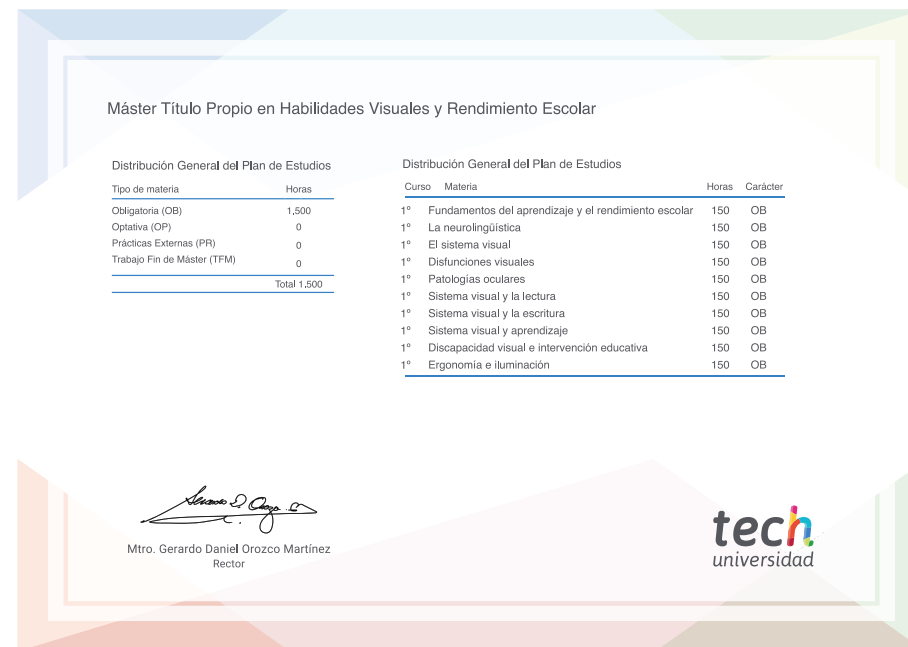 Máster Título Propio en Habilidades Visuales y Rendimiento Escolar
Distribución General del Plan de Estudios
Tipo de materia Horas
Obligatoria (OB) 1,500
Optativa (OP) 0
Prácticas Externas (PR) 0
Trabajo Fin de Máster (TFM) 0
Total 1,500
Distribución General del Plan de Estudios
Curso Materia Horas Carácter
1º Fundamentos del aprendizaje y el rendimiento escolar 150 OB
1º La neurolingüística 150 OB
1º El sistema visual 150 OB
1º Disfunciones visuales 150 OB
1º Patologías oculares 150 OB
1º Sistema visual y la lectura 150 OB
1º Sistema visual y la escritura 150 OB
1º Sistema visual y aprendizaje 150 OB
1º Discapacidad visual e intervención educativa 150 OB
1º Ergonomía e iluminación 150 OB
Mtro. Gerardo Daniel Orozco Martínez
Rector
tech
universidad